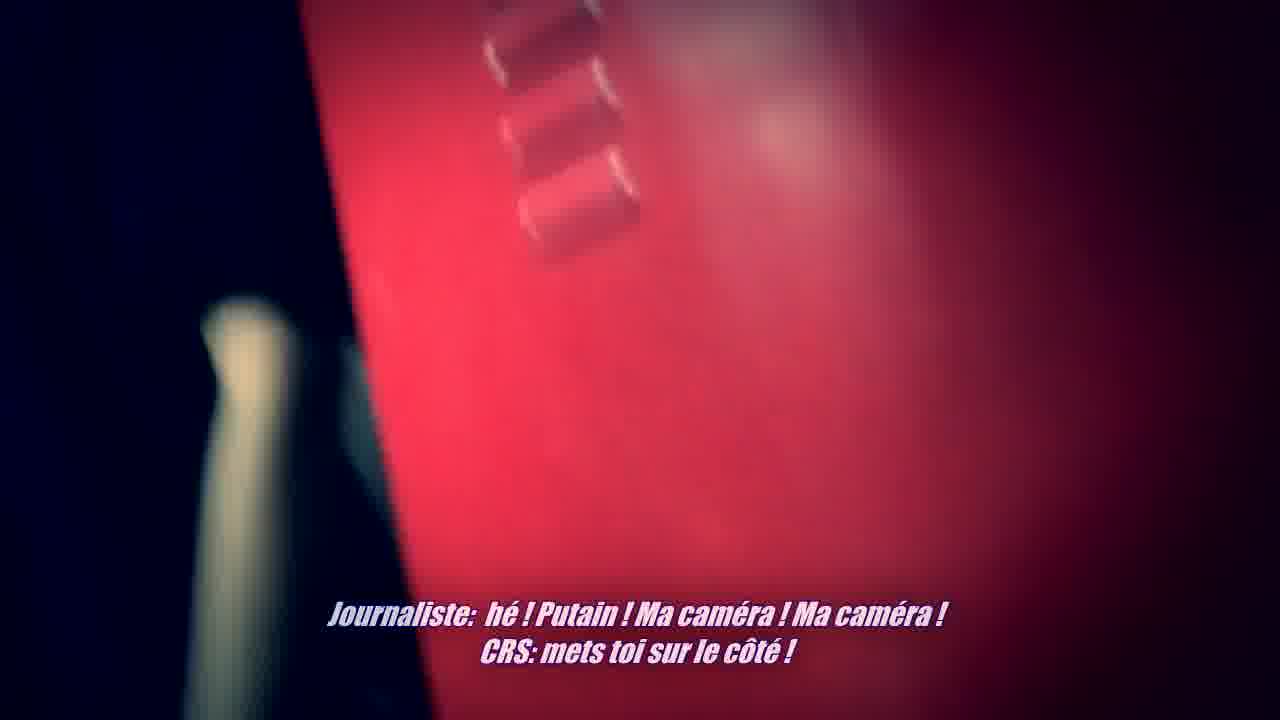 Journaliste: hé ! Putain ! Ma caméra ! Ma caméra !
CRS: mets toi sur le côté !